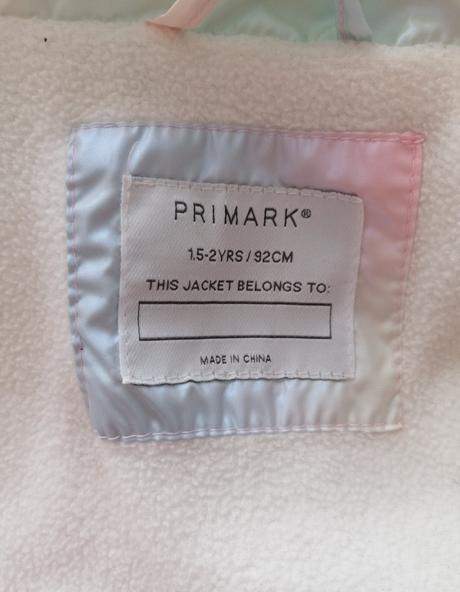 PRIMARK®
1.5-2YRS / 92CM
THIS JACKET BELONGS TO:
MADE IN CHINA